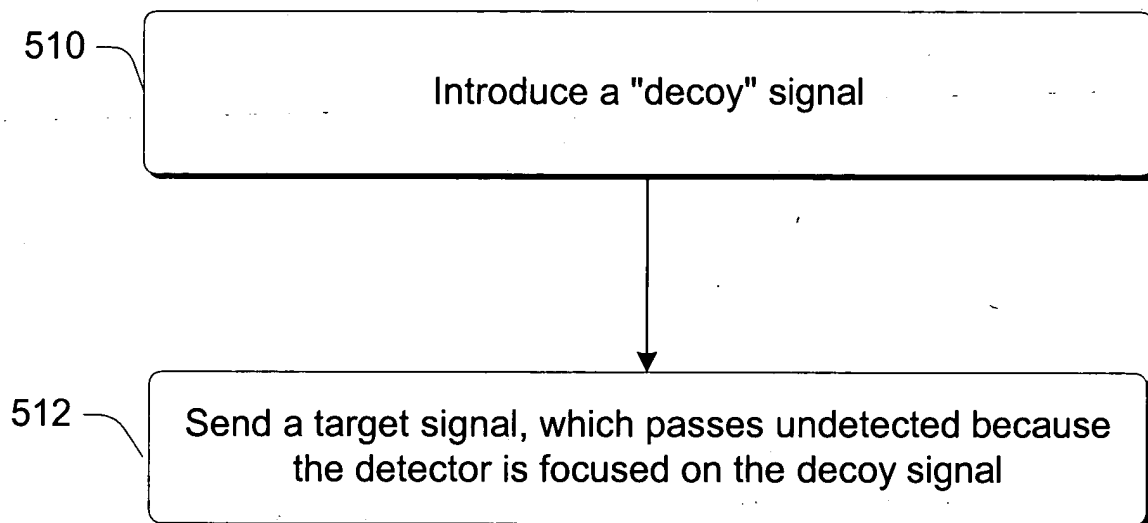 510
Introduce a "decoy" signal
512
Send a target signal, which passes undetected because
the detector is focused on the decoy signal